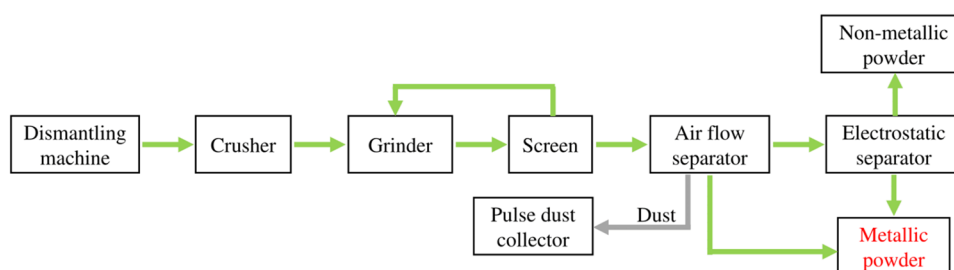 Non-metallic
powder
Dismantling
machine
Crusher
Grinder
Screen
Air flow
separator
Electrostatic
separator
Pulse dust
collector
Dust
Metallic
powder